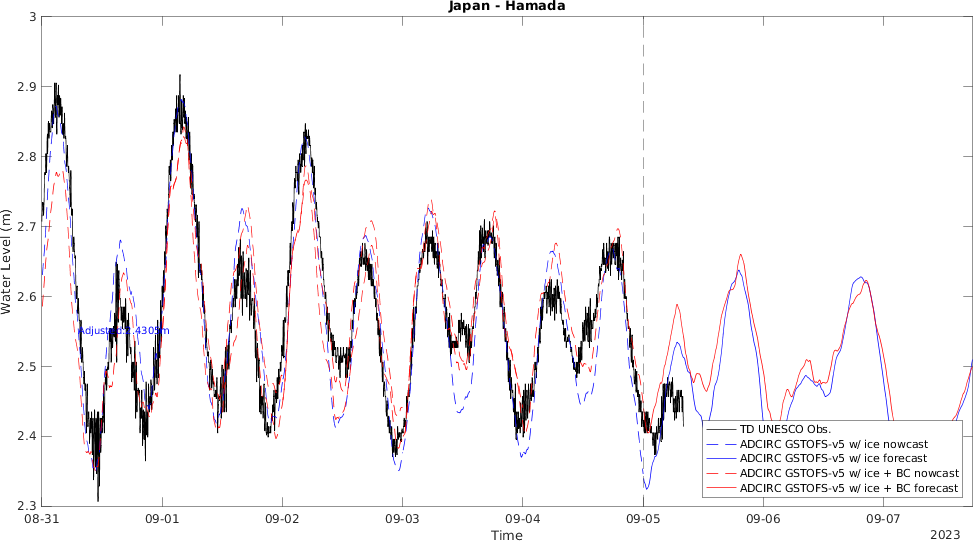 Japan - Hamada
Water Level (m)
3
2.9
2.8
2.7
2.6
2.5
2.4
2.3
08-31
09-01
09-02
09-03
09-04
09-05
09-06
09-07
Time
2023
TD UNESCO Obs.
ADCIRC GSTOFS-v5 w/ ice nowcast
ADCIRC GSTOFS-v5 w/ ice forecast
ADCIRC GSTOFS-v5 w/ ice + BC nowcast
ADCIRC GSTOFS-v5 w/ ice + BC forecast